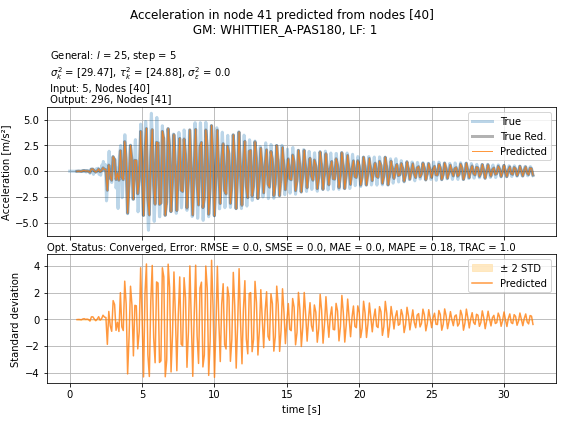 Acceleration in node 41 predicted from nodes [40]
GM: WHITTIER_A-PAS180, LF: 1
General: l = 25, step = 5
σ²ₖ = [29.47], τ²ₖ = [24.88], σ²ε = 0.0
Input: 5, Nodes [40]
Output: 296, Nodes [41]
Acceleration [m/s²]
5.0
2.5
0.0
−2.5
−5.0
True
True Red.
Predicted
Opt. Status: Converged, Error: RMSE = 0.0, SMSE = 0.0, MAE = 0.0, MAPE = 0.18, TRAC = 1.0
Standard deviation
4
2
0
−2
−4
± 2 STD
Predicted
0 5 10 15 20 25 30
time [s]